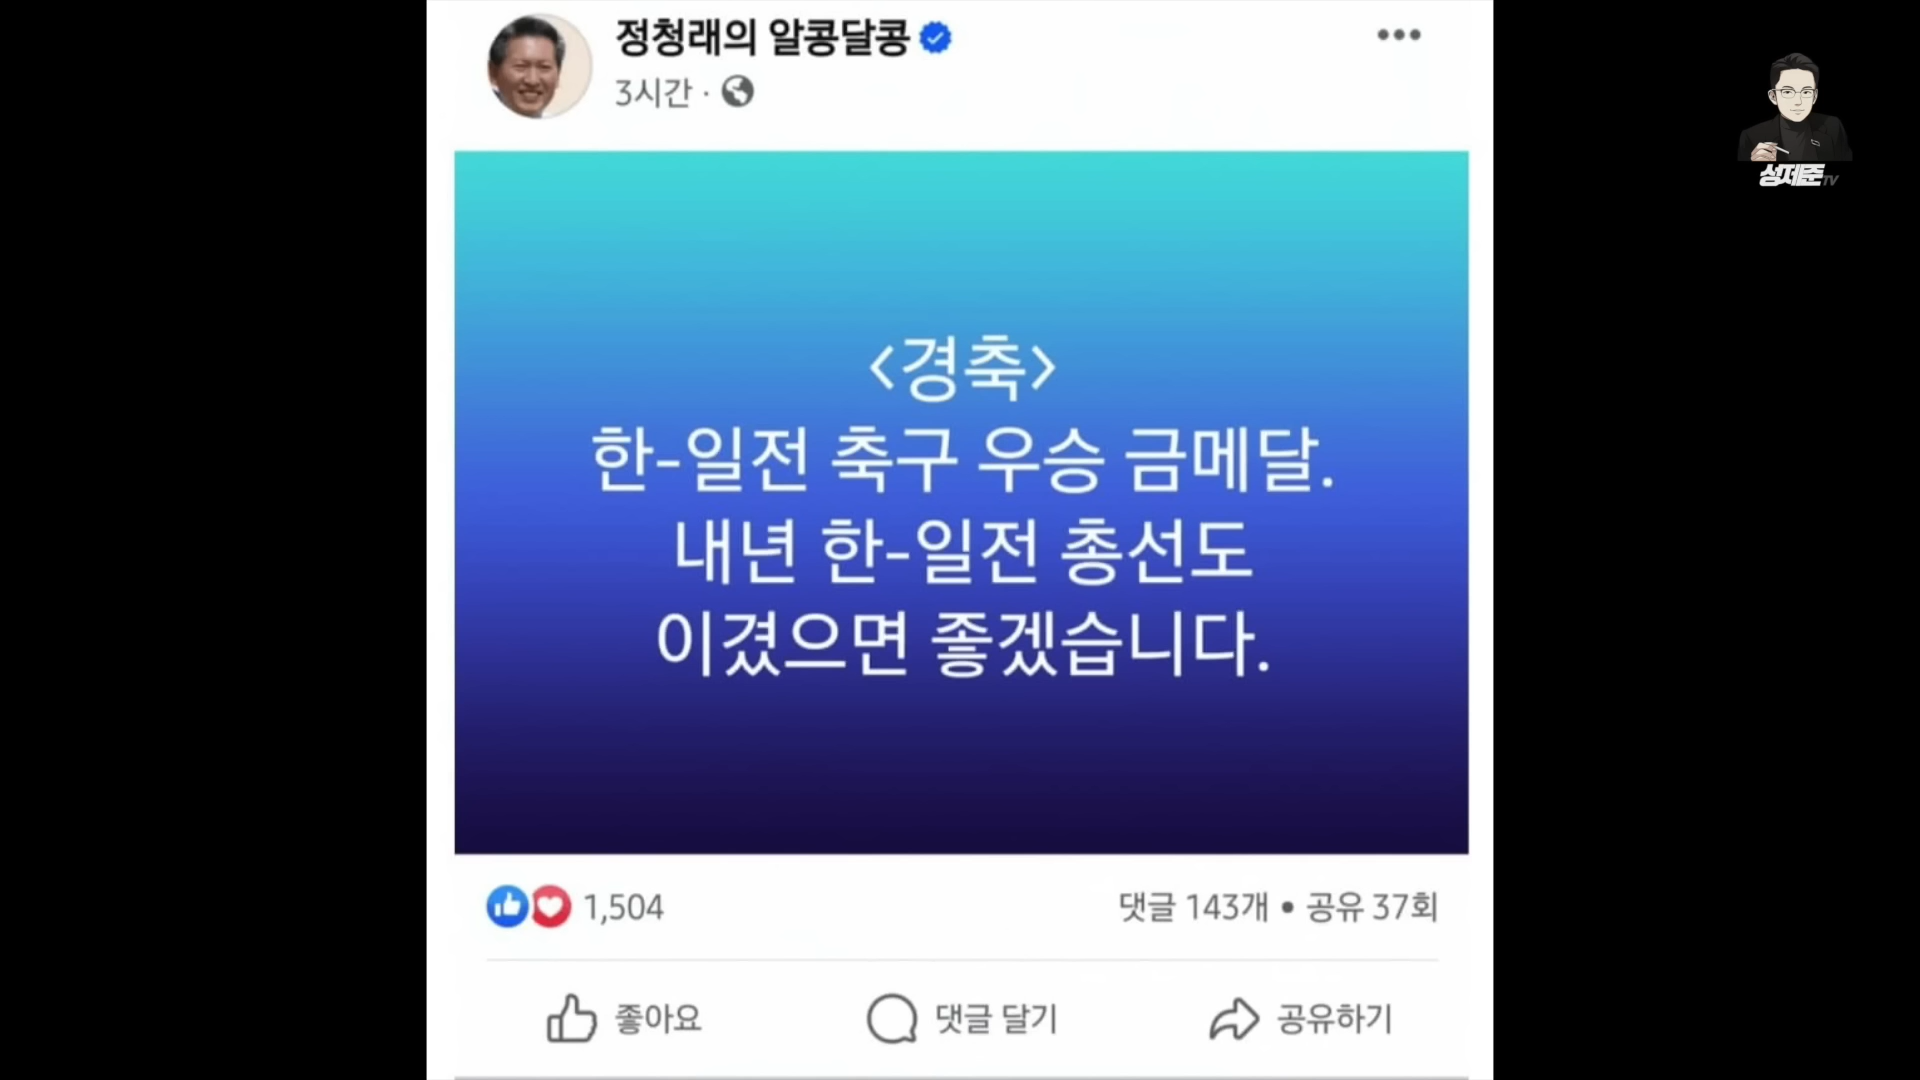 정청래의 알콩달콩
3시간 ·
<경축>
한-일전 축구 우승 금메달.
내년 한-일전 총선도
이겼으면 좋겠습니다.
1,504
댓글 143개 • 공유 37회
좋아요
댓글 달기
공유하기
성제준TV